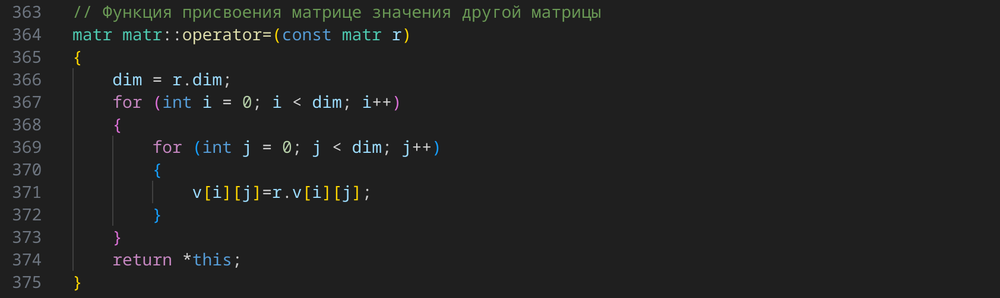 363 // Функция присвоения матрице значения другой матрицы
364 matr matr::operator=(const matr r)
365 {
366     dim = r.dim;
367     for (int i = 0; i < dim; i++)
368     {
369         for (int j = 0; j < dim; j++)
370         {
371             v[i][j]=r.v[i][j];
372         }
373     }
374     return *this;
375 }